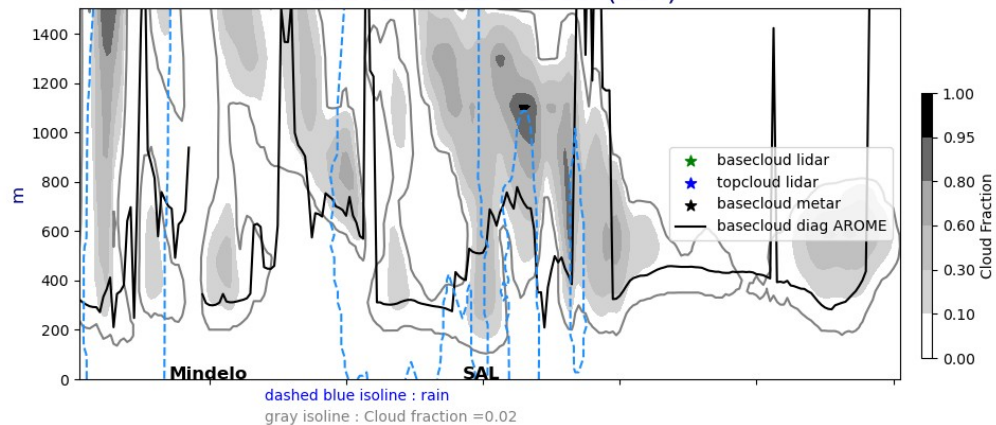 1400
1200
1000
800
600
400
200
0
m
basecloud lidar
topcloud lidar
basecloud metar
basecloud diag AROME
1.00
0.95
0.80
0.60
0.30
0.10
0.00
Cloud Fraction
Mindelo
SAL
dashed blue isoline : rain
gray isoline : Cloud fraction =0.02